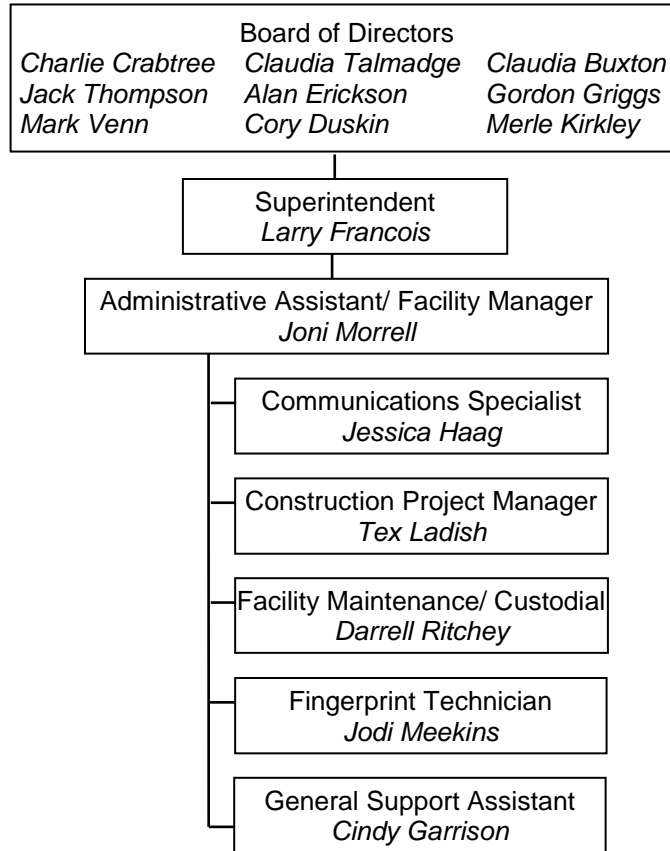 Board of Directors
Charlie Crabtree Claudia Talmadge Claudia Buxton
Jack Thompson Alan Erickson Gordon Griggs
Mark Venn Cory Duskin Merle Kirkley
Superintendent
Larry Francois
Administrative Assistant/ Facility Manager
Joni Morrell
Communications Specialist
Jessica Haag
Construction Project Manager
Tex Ladish
Facility Maintenance/ Custodial
Darrell Ritchey
Fingerprint Technician
Jodi Meekins
General Support Assistant
Cindy Garrison